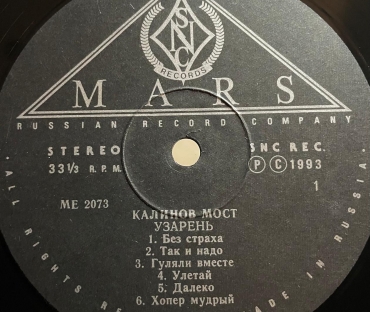 SNC
RECORDS
MARS
RUSSIAN RECORD COMPANY
STEREO
33 1/3 R.P.M.
SNC REC.
Ⓟ Ⓒ 1993
1
ME 2073
КАЛИНОВ МОСТ
УЗАРЕНЬ
1. Без страха
2. Так и надо
3. Гуляли вместе
4. Улетай
5. Далеко
6. Хопер мудрый
· ALL RIGHTS RE
DE IN RUSSIA ·